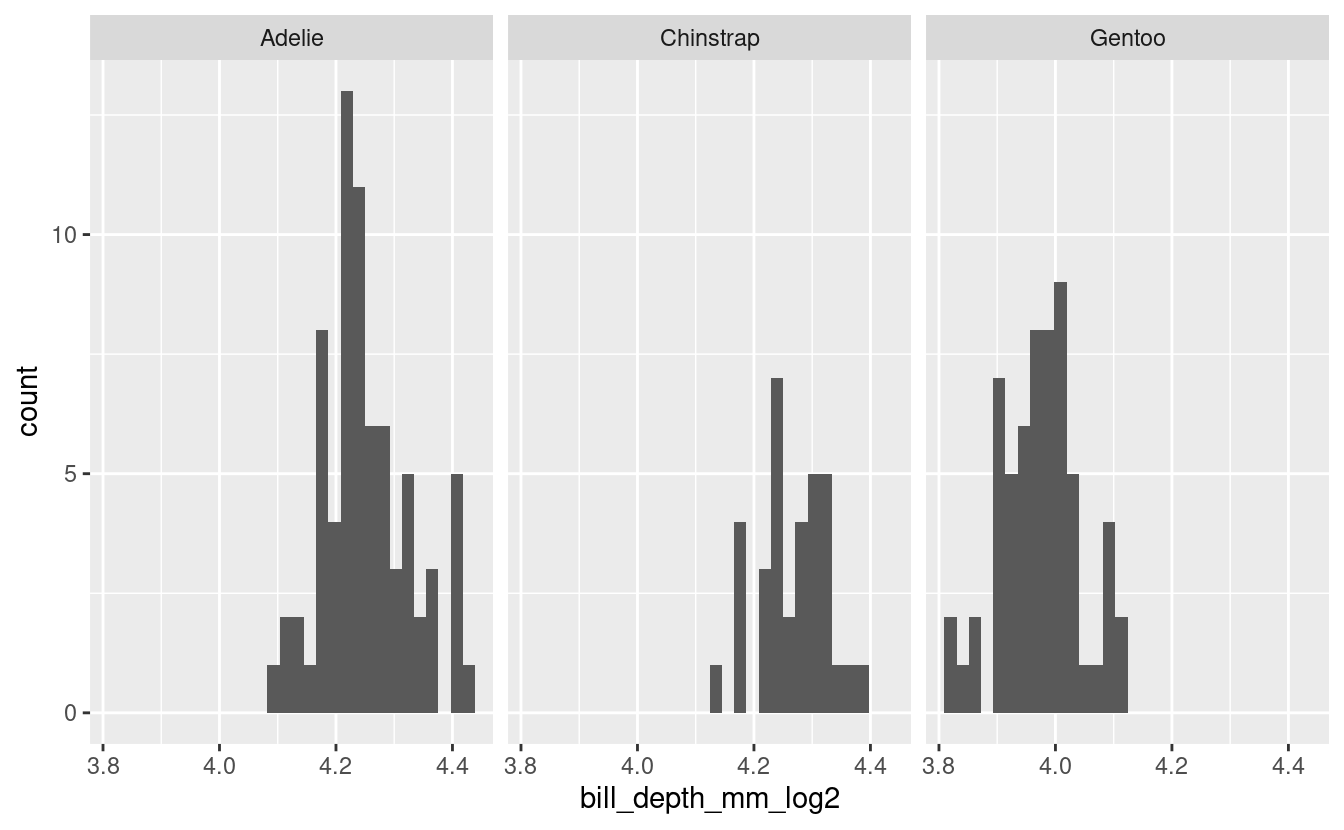 Adelie Chinstrap Gentoo
10
5
0
3.8 4.0 4.2 4.4 3.8 4.0 4.2 4.4 3.8 4.0 4.2 4.4
bill_depth_mm_log2
count